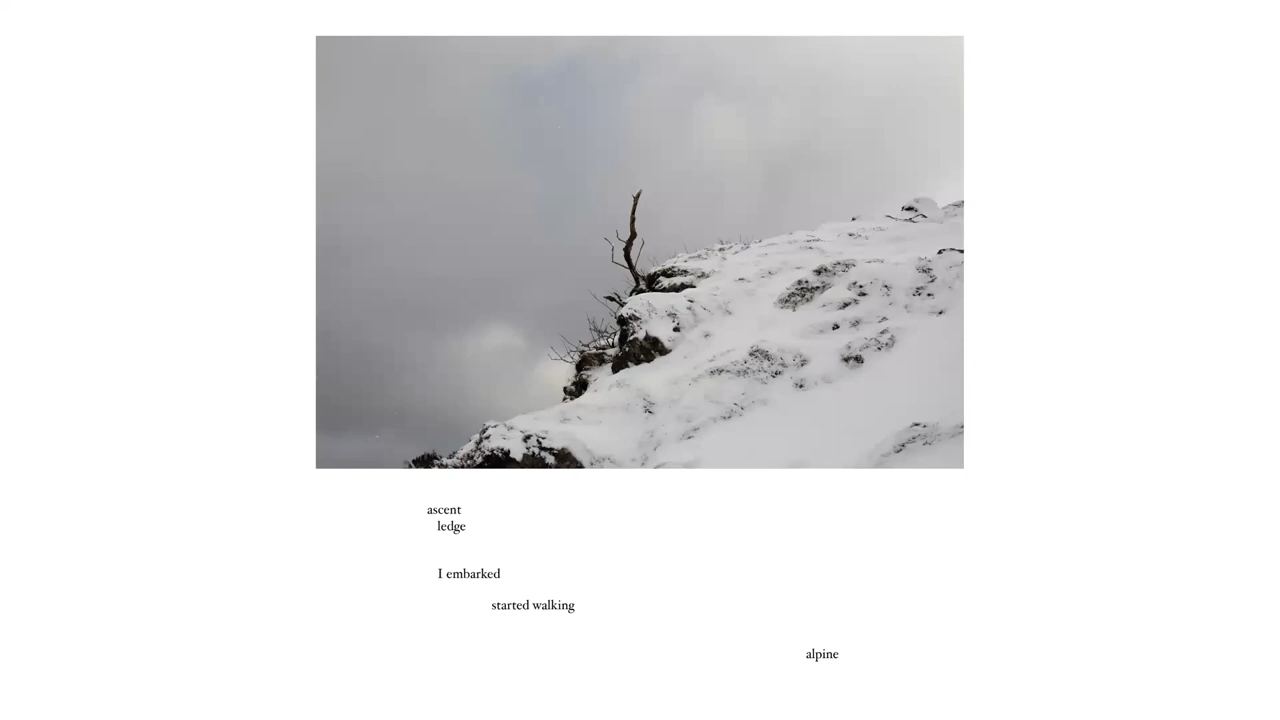 ascent
ledge
I embarked
started walking
alpine